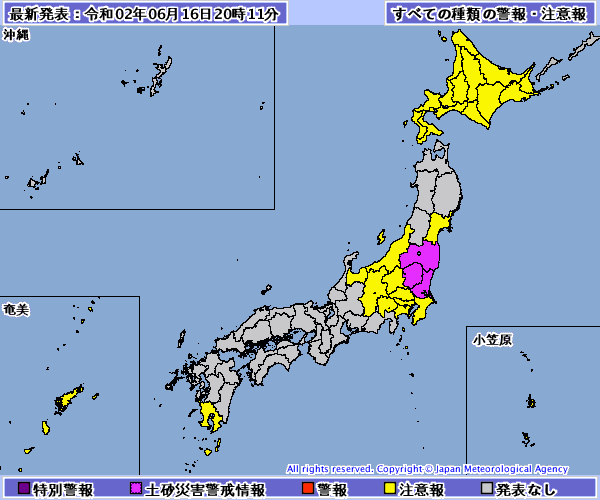 最新発表：令和02年06月16日20時11分
すべての種類の警報・注意報
沖縄
奄美
小笠原
All rights reserved. Copyright © Japan Meteorological Agency
特別警報 土砂災害警戒情報 警報 注意報 発表なし